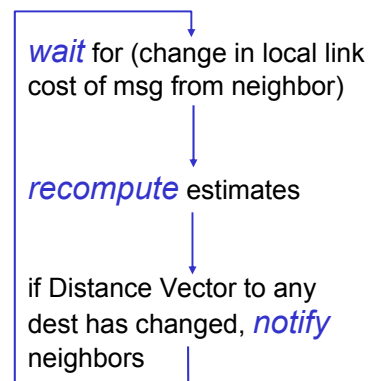 wait for (change in local link
cost of msg from neighbor)
recompute estimates
if Distance Vector to any
dest has changed, notify
neighbors